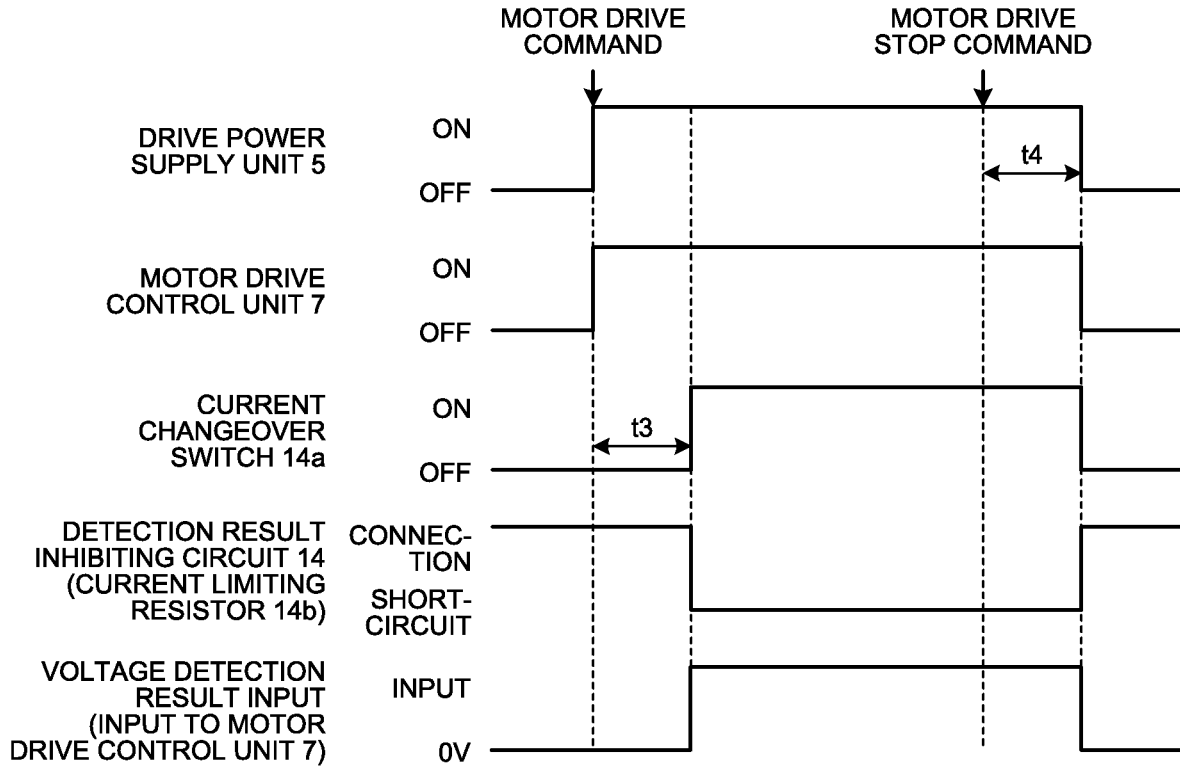 MOTOR DRIVE
COMMAND
MOTOR DRIVE
STOP COMMAND
DRIVE POWER
SUPPLY UNIT 5
ON
OFF
t4
MOTOR DRIVE
CONTROL UNIT 7
ON
OFF
CURRENT
CHANGEOVER
SWITCH 14a
ON
OFF
t3
DETECTION RESULT
INHIBITING CIRCUIT 14
(CURRENT LIMITING
RESISTOR 14b)
CONNEC-
TION
SHORT-
CIRCUIT
VOLTAGE DETECTION
RESULT INPUT
(INPUT TO MOTOR
DRIVE CONTROL UNIT 7)
INPUT
0V